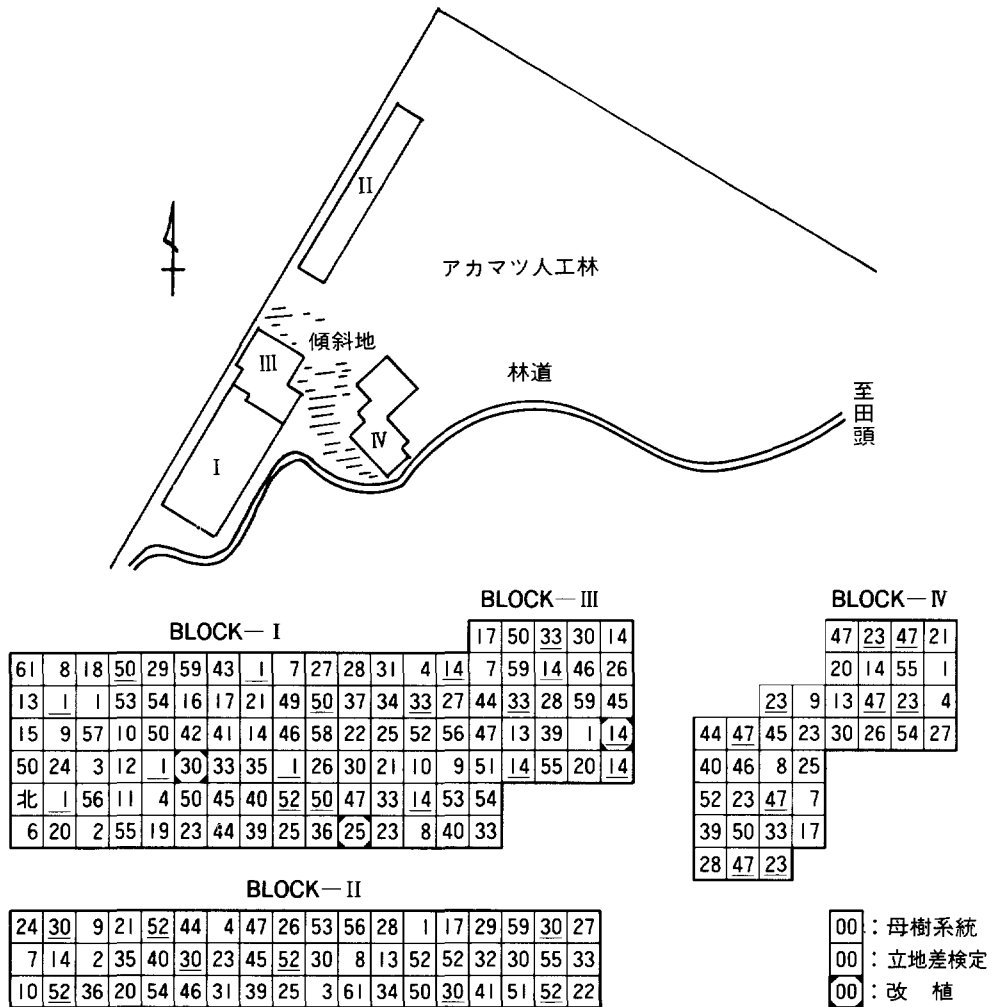 II
アカマツ人工林
傾斜地
III
林道
至田頭
IV
I
BLOCK—III
17 50 33 30 14
BLOCK—I
61 8 18 50 29 59 43 1 7 27 28 31 4 14 7 59 14 46 26
13 1 1 53 54 16 17 21 49 50 37 34 33 27 44 33 28 59 45
15 9 57 10 50 42 41 14 46 58 22 25 52 56 47 13 39 1 14
50 24 3 12 1 30 33 35 1 26 30 21 10 9 51 14 55 20 14
北 1 56 11 4 50 45 40 52 50 47 33 14 53 54
6 20 2 55 19 23 44 39 25 36 25 23 8 40 33
BLOCK—IV
47 23 47 21
20 14 55 1
23 9 13 47 23 4
44 47 45 23 30 26 54 27
40 46 8 25
52 23 47 7
39 50 33 17
28 47 23
BLOCK—II
24 30 9 21 52 44 4 47 26 53 56 28 1 17 29 59 30 27
7 14 2 35 40 30 23 45 52 30 8 13 52 52 32 30 55 33
10 52 36 20 54 46 31 39 25 3 61 34 50 30 41 51 52 22
00：母樹系統
00：立地差検定
00：改植